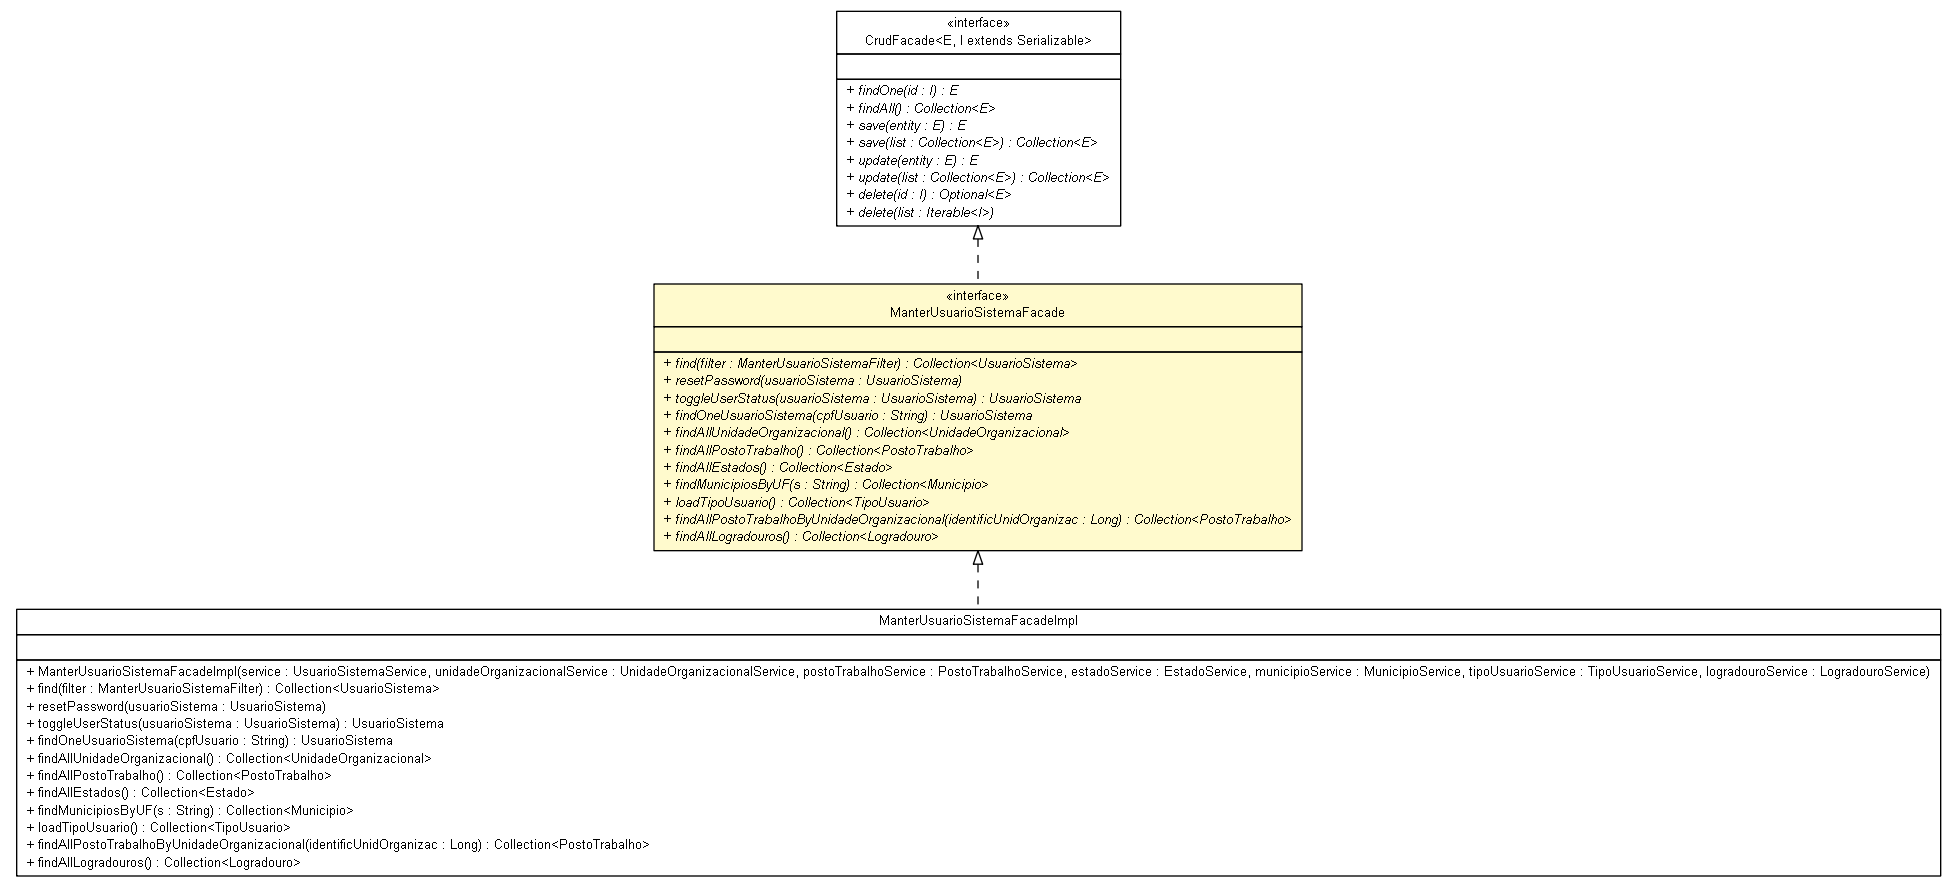 «interface»
CrudFacade<E, I extends Serializable>
+ findOne(id : I) : E
+ findAll() : Collection<E>
+ save(entity : E) : E
+ save(list : Collection<E>) : Collection<E>
+ update(entity : E) : E
+ update(list : Collection<E>) : Collection<E>
+ delete(id : I) : Optional<E>
+ delete(list : Iterable<I>)
«interface»
ManterUsuarioSistemaFacade
+ find(filter : ManterUsuarioSistemaFilter) : Collection<UsuarioSistema>
+ resetPassword(usuarioSistema : UsuarioSistema)
+ toggleUserStatus(usuarioSistema : UsuarioSistema) : UsuarioSistema
+ findOneUsuarioSistema(cpfUsuario : String) : UsuarioSistema
+ findAllUnidadeOrganizacional() : Collection<UnidadeOrganizacional>
+ findAllPostoTrabalho() : Collection<PostoTrabalho>
+ findAllEstados() : Collection<Estado>
+ findMunicipiosByUF(s : String) : Collection<Municipio>
+ loadTipoUsuario() : Collection<TipoUsuario>
+ findAllPostoTrabalhoByUnidadeOrganizacional(identificUnidOrganizac : Long) : Collection<PostoTrabalho>
+ findAllLogradouros() : Collection<Logradouro>
ManterUsuarioSistemaFacadeImpl
+ ManterUsuarioSistemaFacadeImpl(service : UsuarioSistemaService, unidadeOrganizacionalService : UnidadeOrganizacionalService, postoTrabalhoService : PostoTrabalhoService, estadoService : EstadoService, municipioService : MunicipioService, tipoUsuarioService : TipoUsuarioService, logradouroService : LogradouroService)
+ find(filter : ManterUsuarioSistemaFilter) : Collection<UsuarioSistema>
+ resetPassword(usuarioSistema : UsuarioSistema)
+ toggleUserStatus(usuarioSistema : UsuarioSistema) : UsuarioSistema
+ findOneUsuarioSistema(cpfUsuario : String) : UsuarioSistema
+ findAllUnidadeOrganizacional() : Collection<UnidadeOrganizacional>
+ findAllPostoTrabalho() : Collection<PostoTrabalho>
+ findAllEstados() : Collection<Estado>
+ findMunicipiosByUF(s : String) : Collection<Municipio>
+ loadTipoUsuario() : Collection<TipoUsuario>
+ findAllPostoTrabalhoByUnidadeOrganizacional(identificUnidOrganizac : Long) : Collection<PostoTrabalho>
+ findAllLogradouros() : Collection<Logradouro>